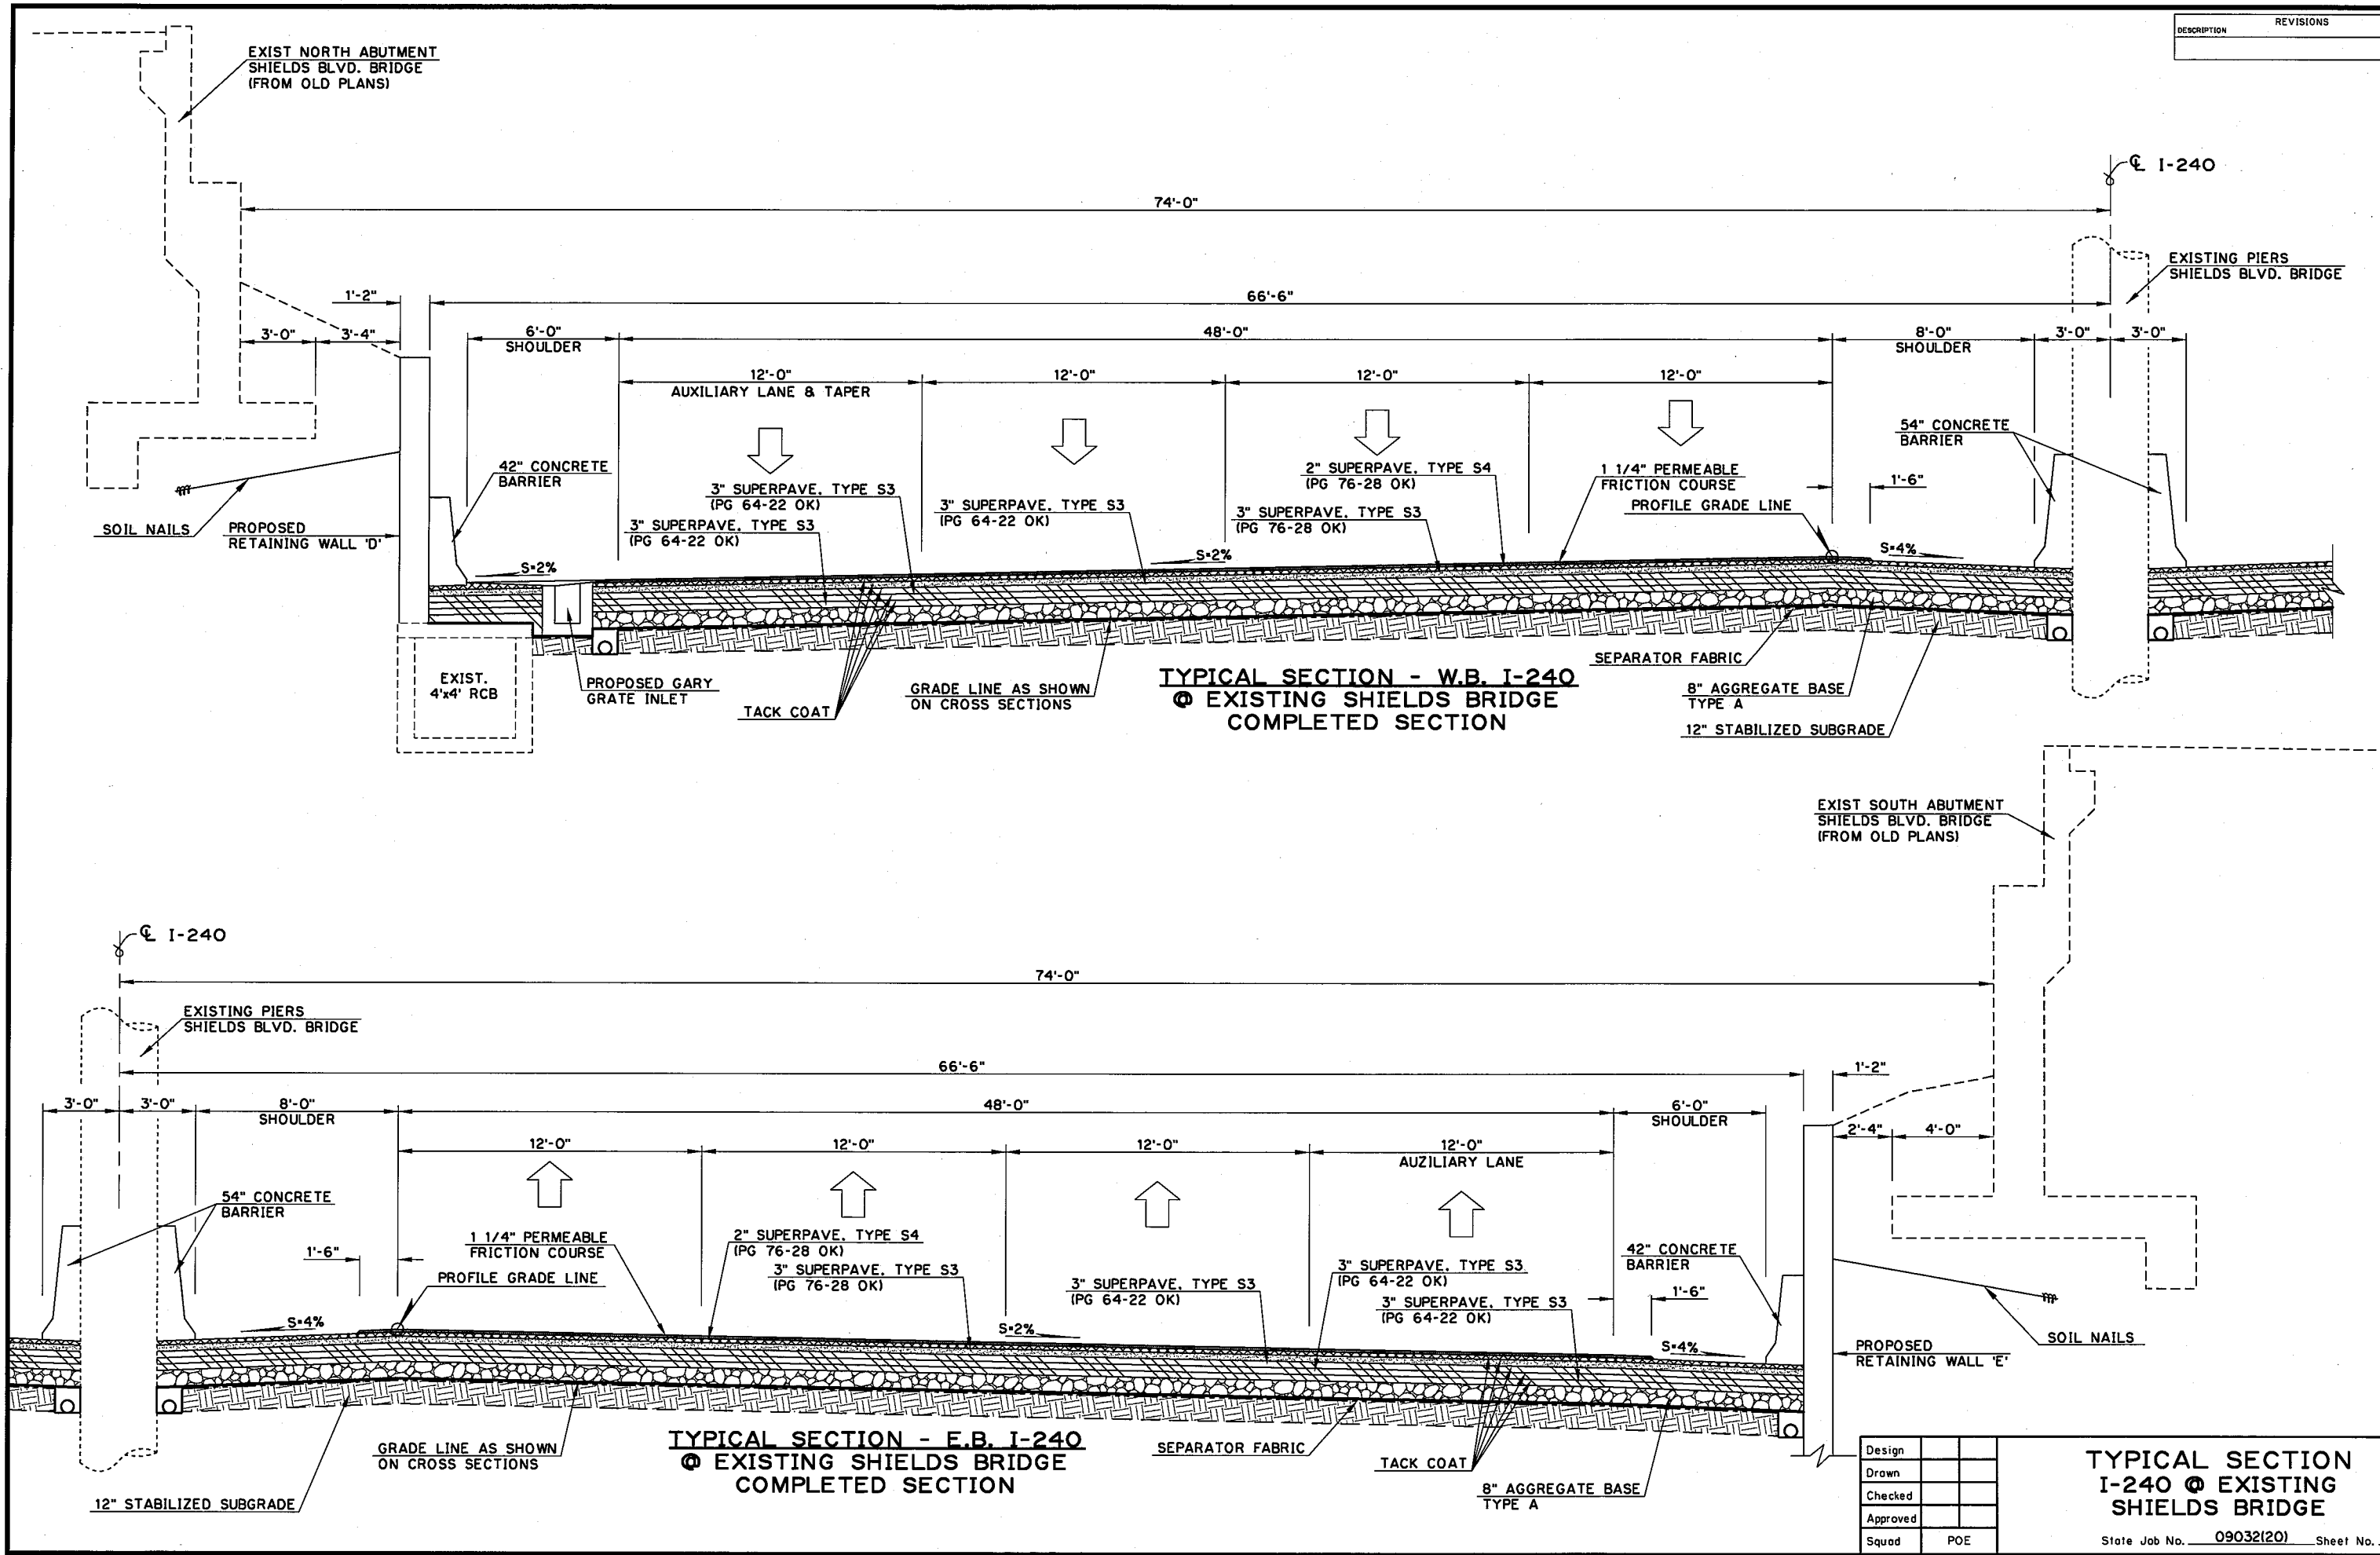 REVISIONS
DESCRIPTION
EXIST NORTH ABUTMENT
SHIELDS BLVD. BRIDGE
(FROM OLD PLANS)
℄ I-240
74'-0"
EXISTING PIERS
SHIELDS BLVD. BRIDGE
1'-2"
66'-6"
3'-0"
3'-4"
6'-0"
SHOULDER
48'-0"
8'-0"
SHOULDER
3'-0"
3'-0"
12'-0"
AUXILIARY LANE & TAPER
12'-0"
12'-0"
12'-0"
54" CONCRETE
BARRIER
42" CONCRETE
BARRIER
3" SUPERPAVE, TYPE S3
(PG 64-22 OK)
3" SUPERPAVE, TYPE S3
(PG 64-22 OK)
3" SUPERPAVE, TYPE S3
(PG 64-22 OK)
2" SUPERPAVE, TYPE S4
(PG 76-28 OK)
3" SUPERPAVE, TYPE S3
(PG 76-28 OK)
1 1/4" PERMEABLE
FRICTION COURSE
PROFILE GRADE LINE
1'-6"
SOIL NAILS
PROPOSED
RETAINING WALL 'D'
S=2%
S=2%
S=4%
EXIST.
4'x4' RCB
PROPOSED GARY
GRATE INLET
TACK COAT
GRADE LINE AS SHOWN
ON CROSS SECTIONS
SEPARATOR FABRIC
8" AGGREGATE BASE
TYPE A
12" STABILIZED SUBGRADE
TYPICAL SECTION - W.B. I-240
@ EXISTING SHIELDS BRIDGE
COMPLETED SECTION
EXIST SOUTH ABUTMENT
SHIELDS BLVD. BRIDGE
(FROM OLD PLANS)
℄ I-240
74'-0"
EXISTING PIERS
SHIELDS BLVD. BRIDGE
66'-6"
1'-2"
3'-0"
3'-0"
8'-0"
SHOULDER
48'-0"
6'-0"
SHOULDER
2'-4"
4'-0"
12'-0"
12'-0"
12'-0"
12'-0"
AUZILIARY LANE
54" CONCRETE
BARRIER
1'-6"
1 1/4" PERMEABLE
FRICTION COURSE
PROFILE GRADE LINE
2" SUPERPAVE, TYPE S4
(PG 76-28 OK)
3" SUPERPAVE, TYPE S3
(PG 76-28 OK)
3" SUPERPAVE, TYPE S3
(PG 64-22 OK)
3" SUPERPAVE, TYPE S3
(PG 64-22 OK)
3" SUPERPAVE, TYPE S3
(PG 64-22 OK)
42" CONCRETE
BARRIER
1'-6"
S=4%
S=2%
S=4%
SOIL NAILS
PROPOSED
RETAINING WALL 'E'
GRADE LINE AS SHOWN
ON CROSS SECTIONS
12" STABILIZED SUBGRADE
SEPARATOR FABRIC
TACK COAT
8" AGGREGATE BASE
TYPE A
TYPICAL SECTION - E.B. I-240
@ EXISTING SHIELDS BRIDGE
COMPLETED SECTION
Design
Drawn
Checked
Approved
Squad POE
TYPICAL SECTION
I-240 @ EXISTING
SHIELDS BRIDGE
State Job No. 09032(20) Sheet No.